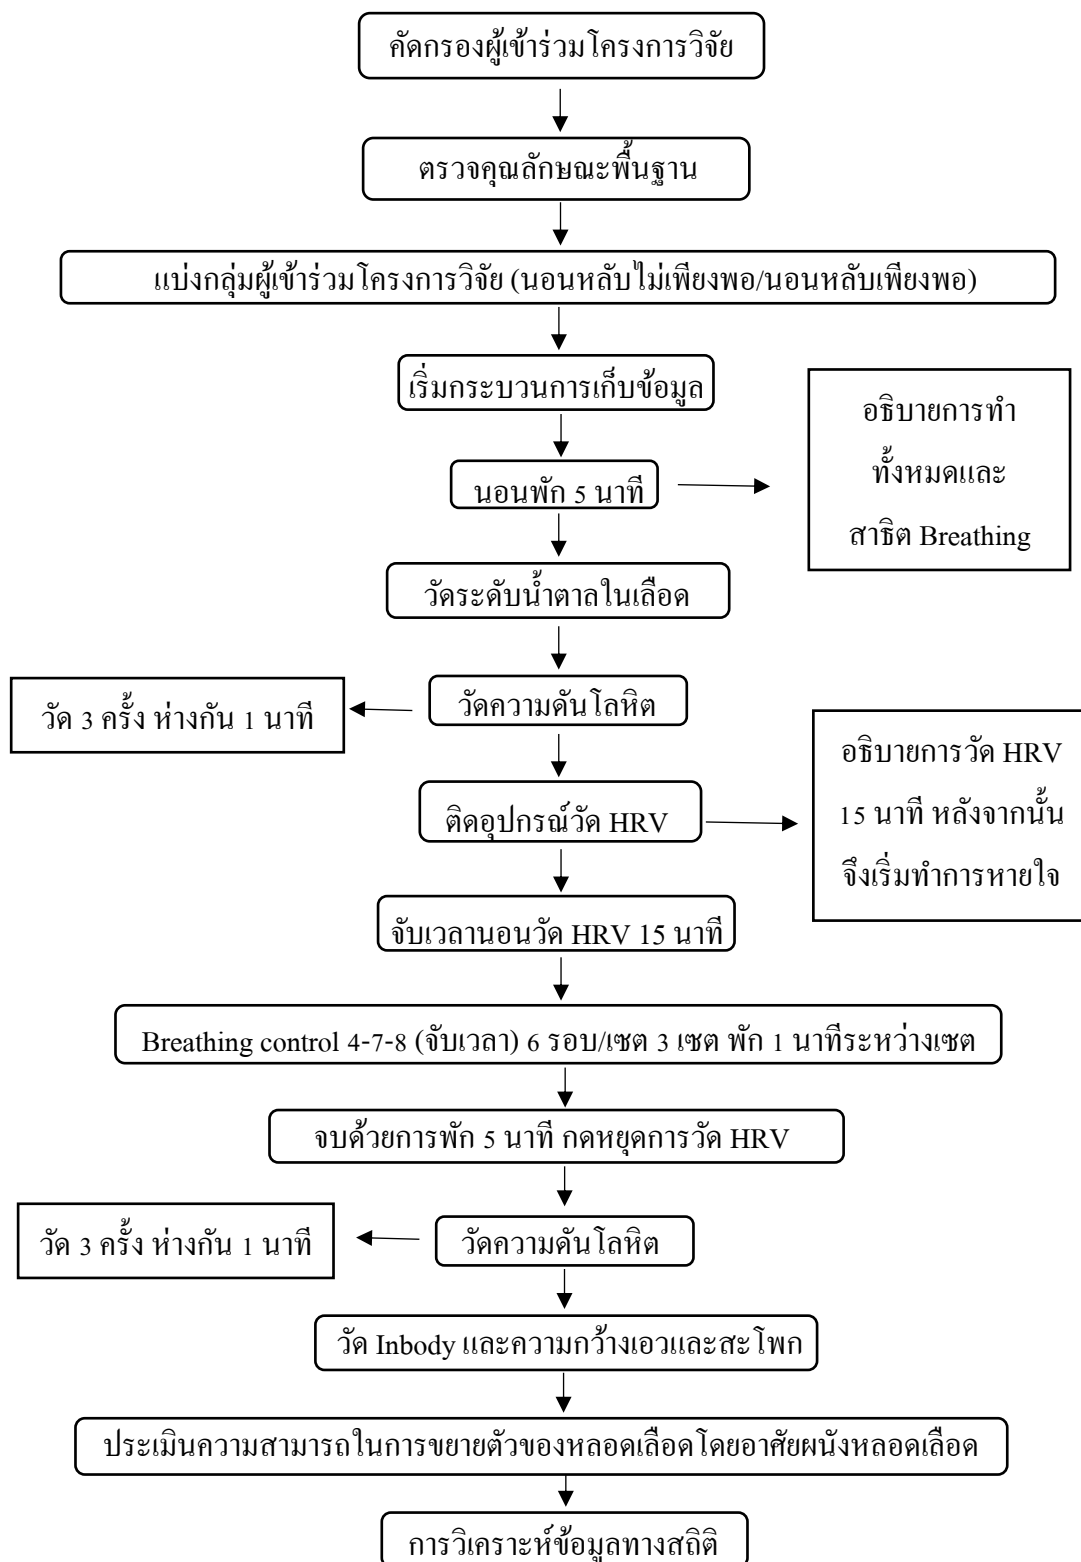 คัดกรองผู้เข้าร่วมโครงการวิจัย
ตรวจคุณลักษณะพื้นฐาน
แบ่งกลุ่มผู้เข้าร่วมโครงการวิจัย (นอนหลับไม่เพียงพอ/นอนหลับเพียงพอ)
เริ่มกระบวนการเก็บข้อมูล
นอนพัก 5 นาที
อธิบายการทำ
ทั้งหมดและ
สาธิต Breathing
วัดระดับน้ำตาลในเลือด
วัดความดันโลหิต
วัด 3 ครั้ง ห่างกัน 1 นาที
ติดอุปกรณ์วัด HRV
อธิบายการวัด HRV
15 นาที หลังจากนั้น
จึงเริ่มทำการหายใจ
จับเวลานอนวัด HRV 15 นาที
Breathing control 4-7-8 (จับเวลา) 6 รอบ/เซต 3 เซต พัก 1 นาทีระหว่างเซต
จบด้วยการพัก 5 นาที กดหยุดการวัด HRV
วัดความดันโลหิต
วัด 3 ครั้ง ห่างกัน 1 นาที
วัด Inbody และความกว้างเอวและสะโพก
ประเมินความสามารถในการขยายตัวของหลอดเลือดโดยอาศัยผนังหลอดเลือด
การวิเคราะห์ข้อมูลทางสถิติ